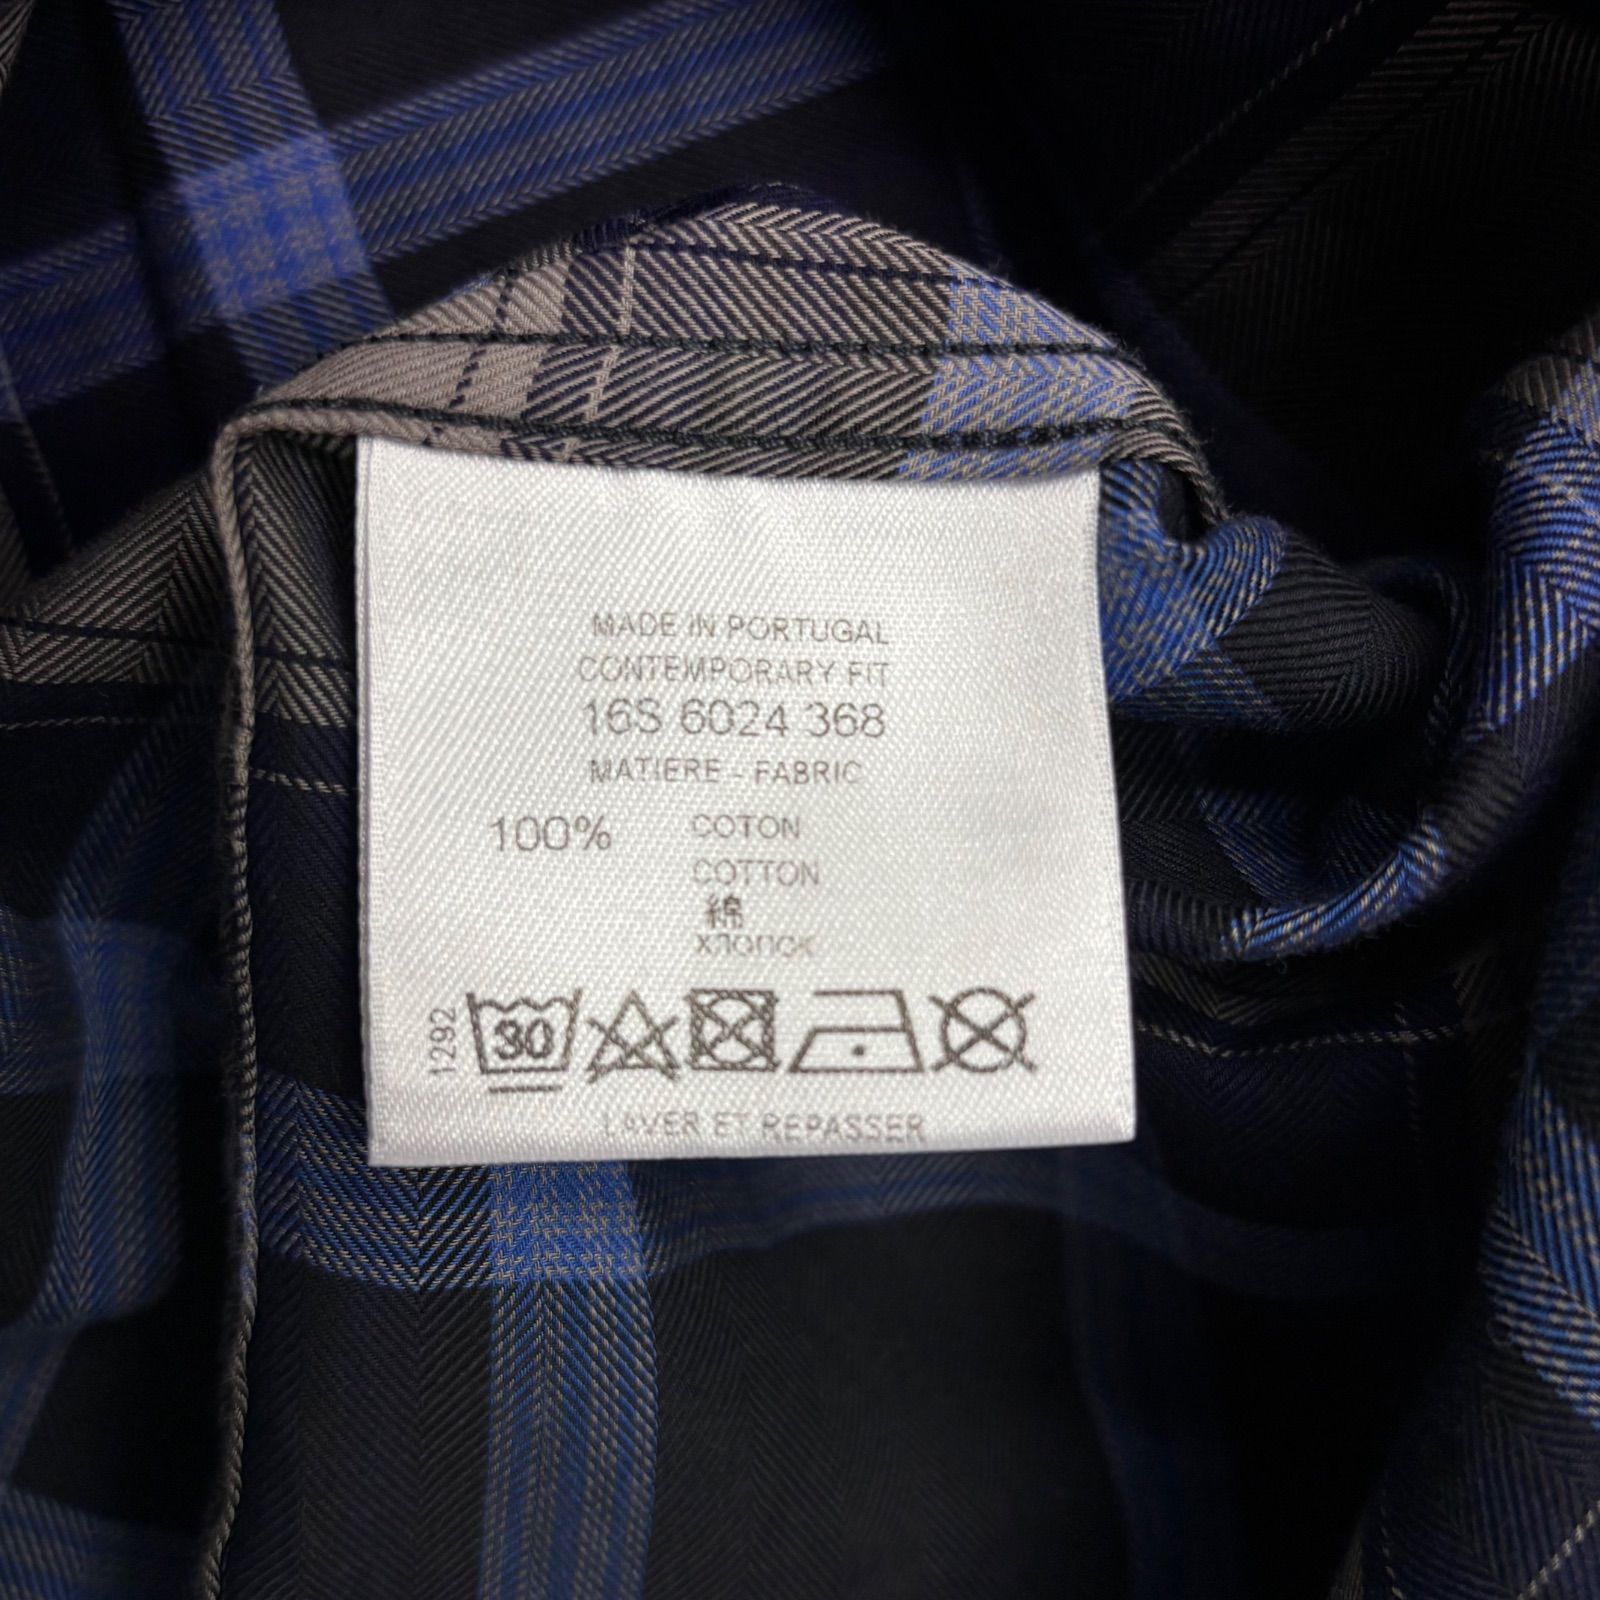 MADE IN PORTUGAL
CONTEMPORARY FIT
16S 6024 368
MATIERE - FABRIC
100% COTON
COTTON
綿
хлопок
1292
30
LAVER ET REPASSER